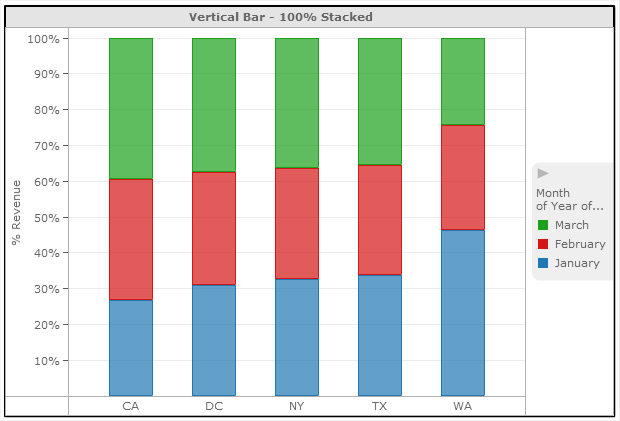 Vertical Bar - 100% Stacked
100%
90%
80%
70%
60%
50%
40%
30%
20%
10%
% Revenue
CA DC NY TX WA
Month
of Year of...
March
February
January